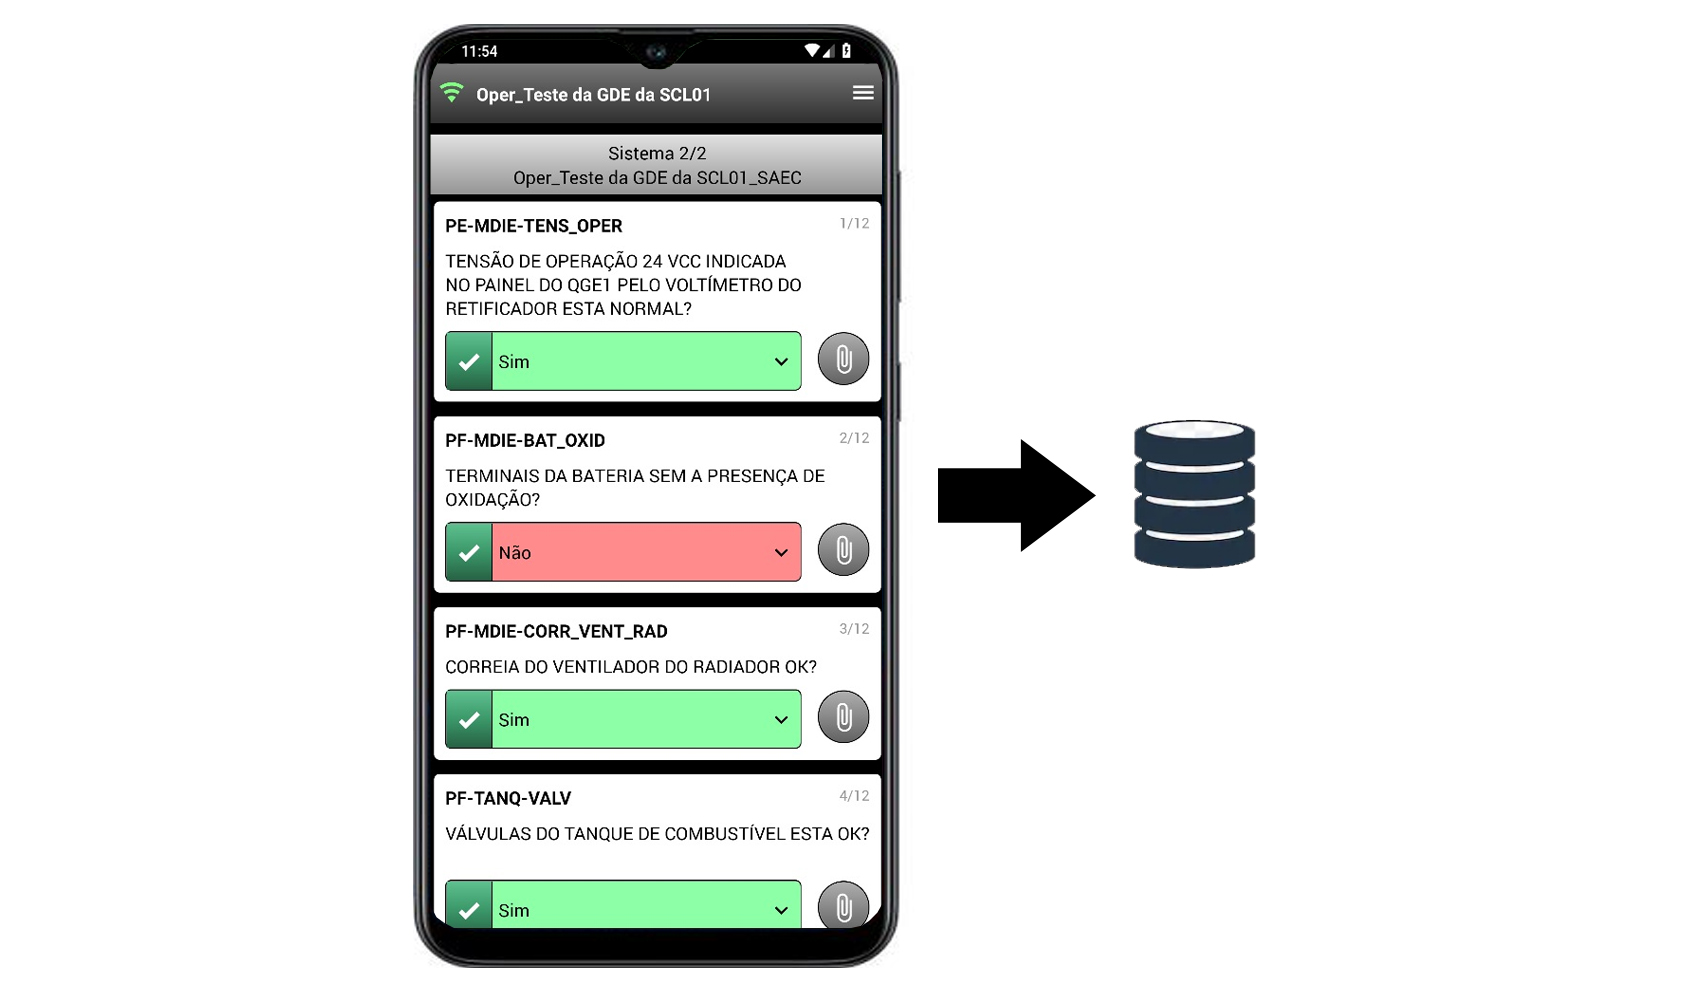 11:54
Oper_Teste da GDE da SCL01
Sistema 2/2
Oper_Teste da GDE da SCL01_SAEC
PE-MDIE-TENS_OPER
1/12
TENSÃO DE OPERAÇÃO 24 VCC INDICADA
NO PAINEL DO QGE1 PELO VOLTÍMETRO DO
RETIFICADOR ESTA NORMAL?
Sim
PF-MDIE-BAT_OXID
2/12
TERMINAIS DA BATERIA SEM A PRESENÇA DE
OXIDAÇÃO?
Não
PF-MDIE-CORR_VENT_RAD
3/12
CORREIA DO VENTILADOR DO RADIADOR OK?
Sim
PF-TANQ-VALV
4/12
VÁLVULAS DO TANQUE DE COMBUSTÍVEL ESTA OK?
Sim